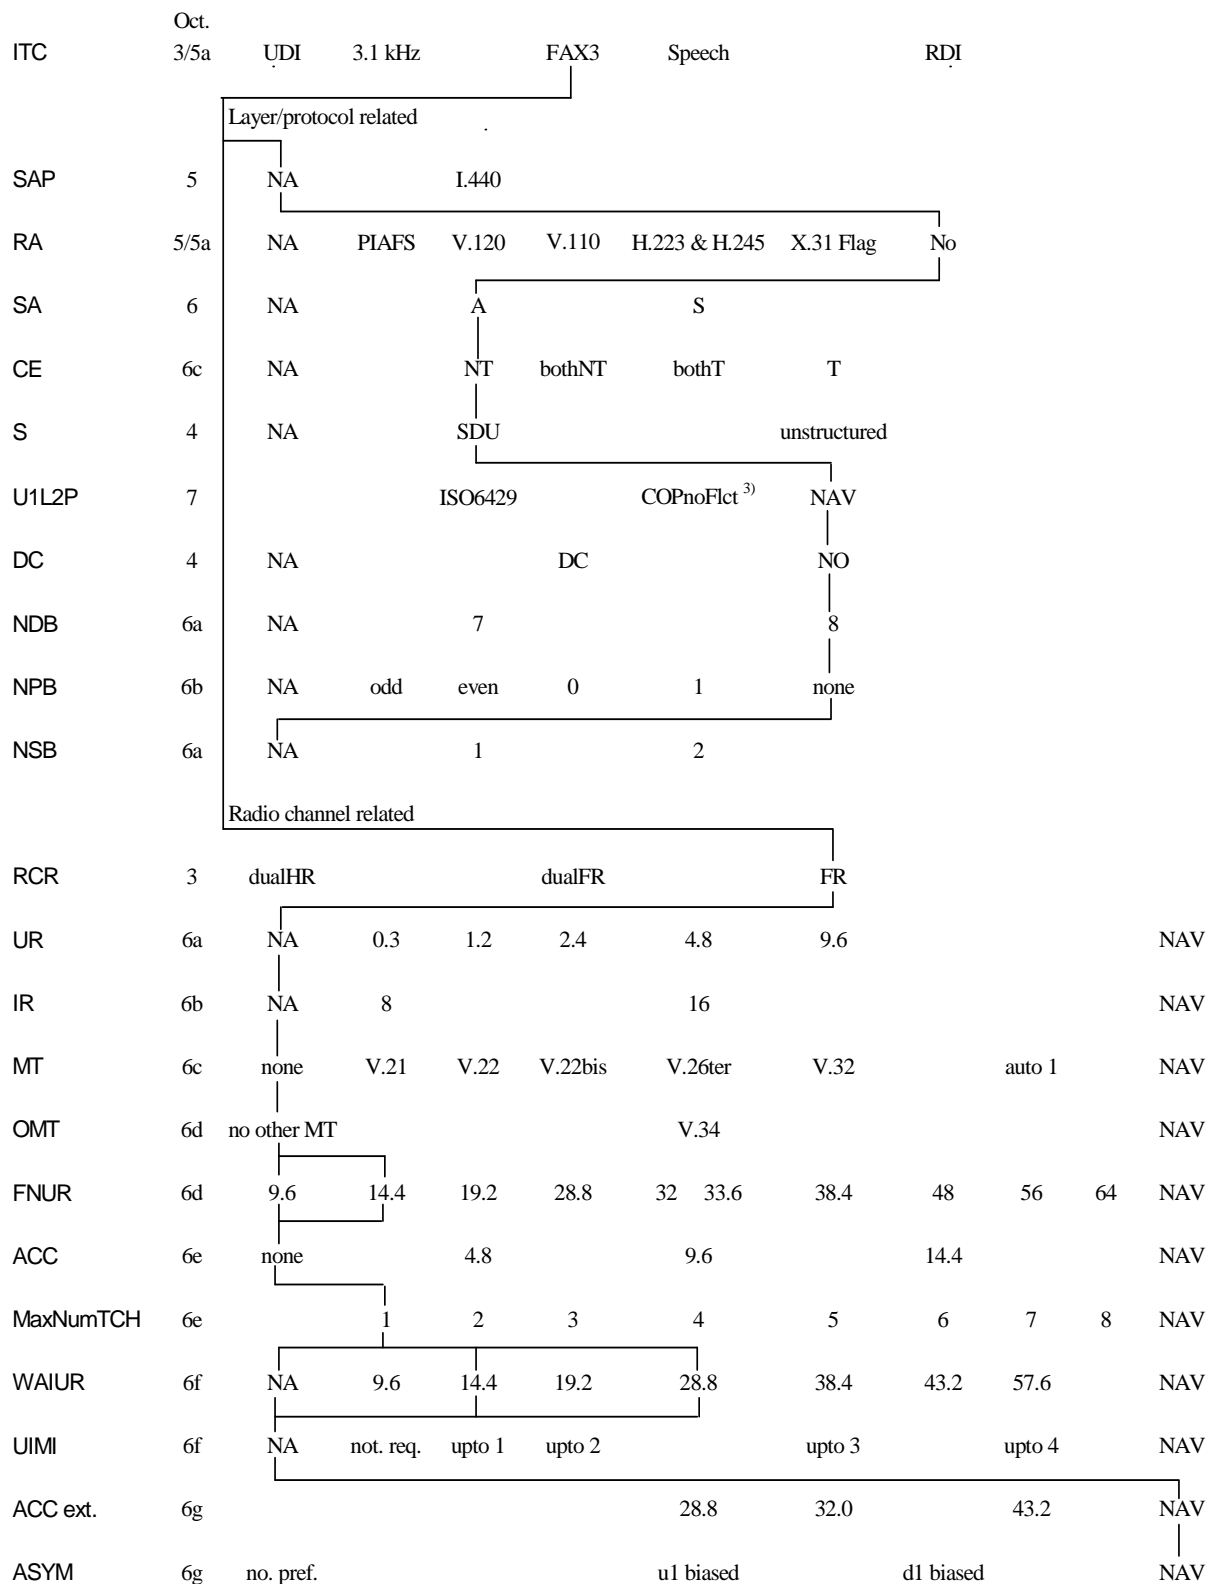 Oct.
ITC 3/5a UDI 3.1 kHz FAX3 Speech RDI
Layer/protocol related
SAP 5 NA I.440
RA 5/5a NA PIAFS V.120 V.110 H.223 & H.245 X.31 Flag No
SA 6 NA A S
CE 6c NA NT bothNT bothT T
S 4 NA SDU unstructured
U1L2P 7 ISO6429 COPnoFlct 3) NAV
DC 4 NA DC NO
NDB 6a NA 7 8
NPB 6b NA odd even 0 1 none
NSB 6a NA 1 2
Radio channel related
RCR 3 dualHR dualFR FR
UR 6a NA 0.3 1.2 2.4 4.8 9.6 NAV
IR 6b NA 8 16 NAV
MT 6c none V.21 V.22 V.22bis V.26ter V.32 auto 1 NAV
OMT 6d no other MT V.34 NAV
FNUR 6d 9.6 14.4 19.2 28.8 32 33.6 38.4 48 56 64 NAV
ACC 6e none 4.8 9.6 14.4 NAV
MaxNumTCH 6e 1 2 3 4 5 6 7 8 NAV
WAIUR 6f NA 9.6 14.4 19.2 28.8 38.4 43.2 57.6 NAV
UIMI 6f NA not. req. upto 1 upto 2 upto 3 upto 4 NAV
ACC ext. 6g 28.8 32.0 43.2 NAV
ASYM 6g no. pref. u1 biased d1 biased NAV